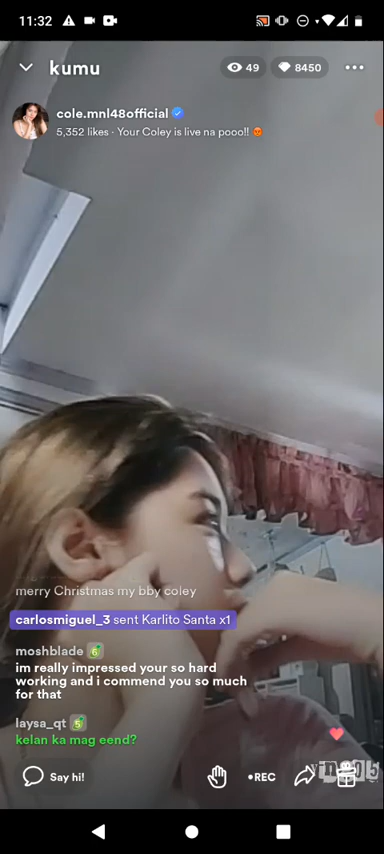 11:32
kumu
49
8450
cole.mnl48official
5,352 likes · Your Coley is live na pooo!! 😡
merry Christmas my bby coley
carlosmiguel_3 sent Karlito Santa x1
moshblade 6
im really impressed your so hard
working and i commend you so much
for that
laysa_qt 5
kelan ka mag eend?
Say hi!
•REC